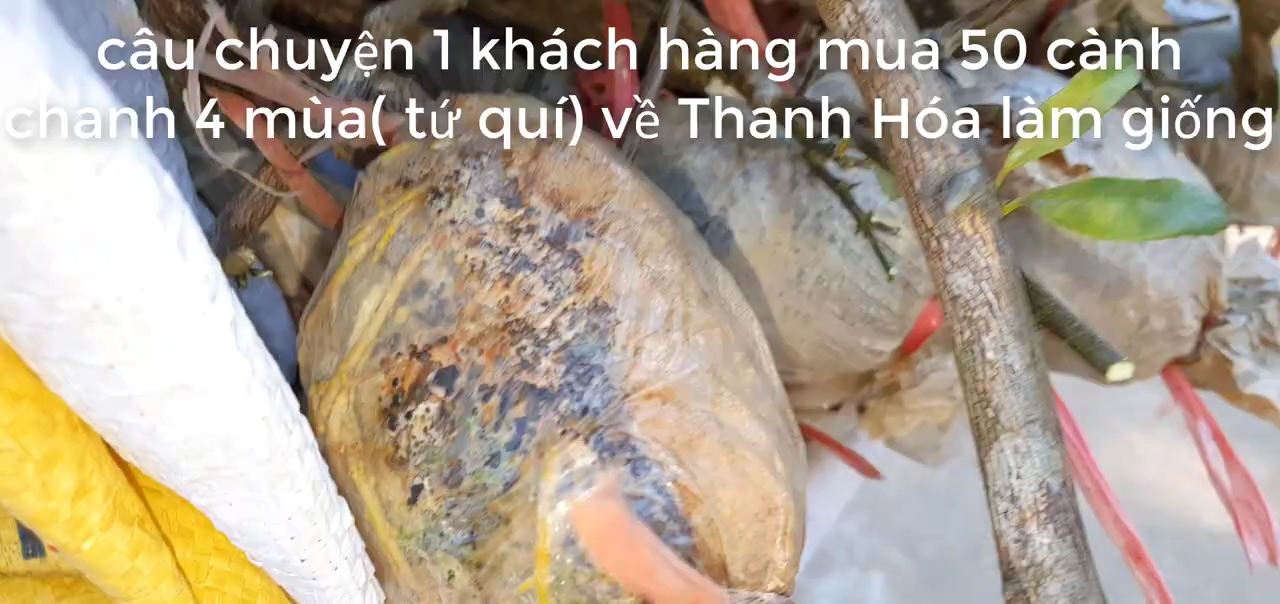 câu chuyện 1 khách hàng mua 50 cành
chanh 4 mùa( tứ quí) về Thanh Hóa làm giống